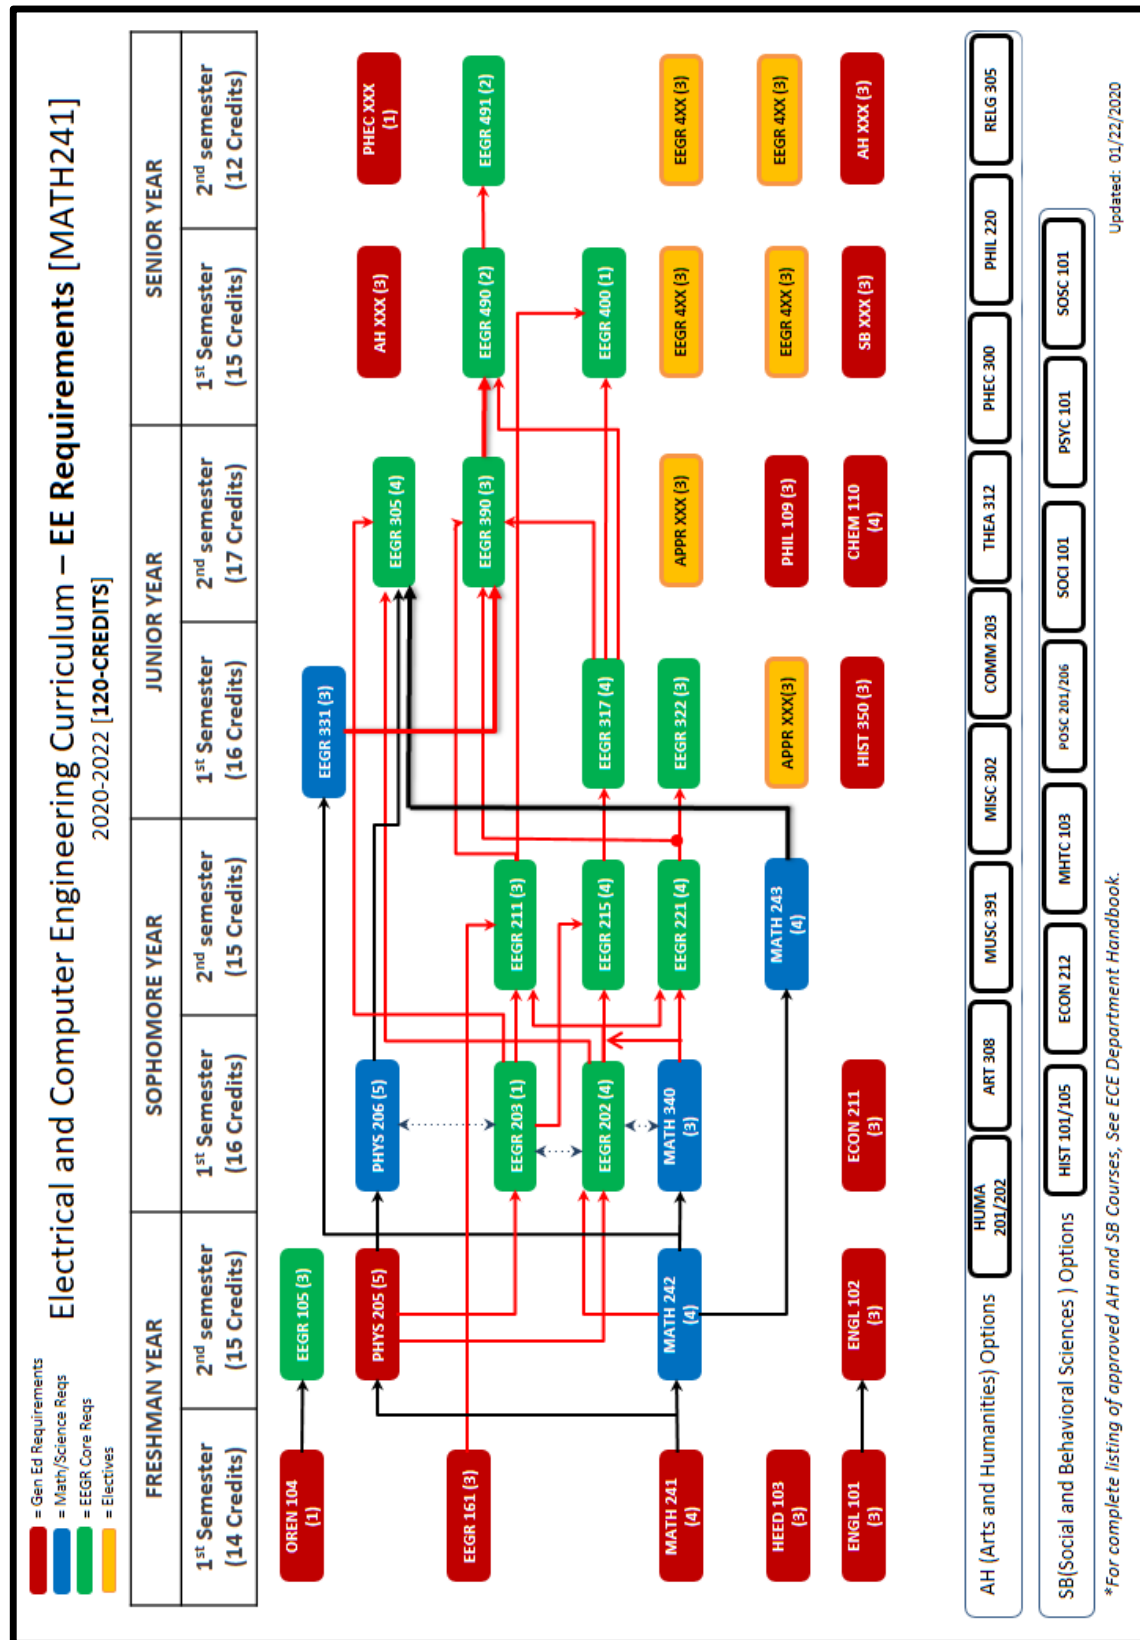 Electrical and Computer Engineering Curriculum – EE Requirements [MATH241]
2020-2022 [120-CREDITS]
= Gen Ed Requirements
= Math/Science Reqs
= EEGR Core Reqs
= Electives
FRESHMAN YEAR
SOPHOMORE YEAR
JUNIOR YEAR
SENIOR YEAR
1st Semester
(14 Credits)
2nd semester
(15 Credits)
1st Semester
(16 Credits)
2nd semester
(15 Credits)
1st Semester
(16 Credits)
2nd semester
(17 Credits)
1st Semester
(15 Credits)
2nd semester
(12 Credits)
OREN 104
(1)
EEGR 161 (3)
MATH 241
(4)
HEED 103
(3)
ENGL 101
(3)
EEGR 105 (3)
PHYS 205 (5)
MATH 242
(4)
ENGL 102
(3)
PHYS 206 (5)
EEGR 203 (1)
EEGR 202 (4)
MATH 340
(3)
ECON 211
(3)
EEGR 211 (3)
EEGR 215 (4)
EEGR 221 (4)
MATH 243
(4)
EEGR 331 (3)
EEGR 317 (4)
EEGR 322 (3)
APPR XXX(3)
HIST 350 (3)
EEGR 305 (4)
EEGR 390 (3)
APPR XXX (3)
PHIL 109 (3)
CHEM 110
(4)
AH XXX (3)
EEGR 490 (2)
EEGR 400 (1)
EEGR 4XX (3)
EEGR 4XX (3)
SB XXX (3)
PHEC XXX
(1)
EEGR 491 (2)
EEGR 4XX (3)
EEGR 4XX (3)
AH XXX (3)
AH (Arts and Humanities) Options
HUMA
201/202
ART 308
MUSC 391
MISC 302
COMM 203
THEA 312
PHEC 300
PHIL 220
RELG 305
SB(Social and Behavioral Sciences ) Options
HIST 101/105
ECON 212
MHTC 103
POSC 201/206
SOCI 101
PSYC 101
SOSC 101
*For complete listing of approved AH and SB Courses, See ECE Department Handbook.
Updated: 01/22/2020